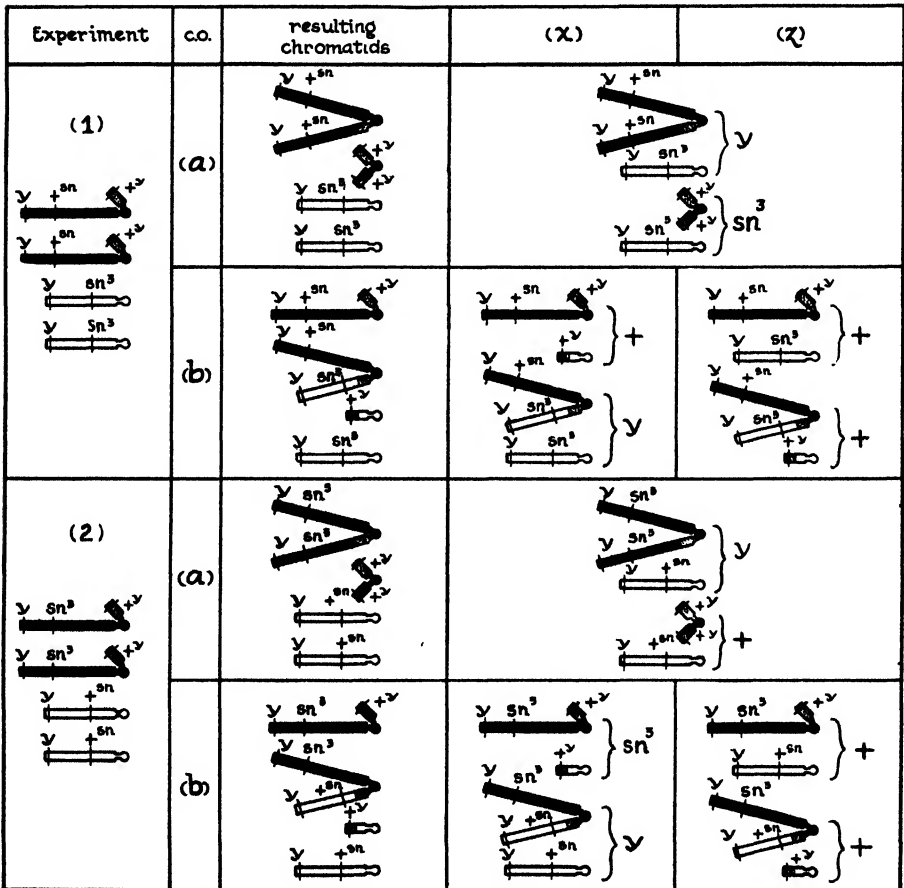 Experiment
c.o.
resulting
chromatids
(x)
(z)
(1)
y +sn +y
y +sn +y
y sn3
y sn3
(a)
y +sn
y +sn
+y
+y
y sn3
y sn3
y +sn
y +sn
y sn3
y
+y
+y
y sn3
sn3
(b)
y +sn +y
y +sn
y sn3
+y
y sn3
y +sn +y
+y
+
y +sn
y sn3
y sn3
y
y +sn +y
y sn3
+
y +sn
y sn3
+y
+
(2)
y sn3 +y
y sn3 +y
y +sn
y +sn
(a)
y sn3
y sn3
+y
+y
y +sn
y +sn
y sn3
y sn3
y +sn
y
+y
+y
y +sn
+
(b)
y sn3 +y
y sn3
y +sn
+y
y +sn
y sn3 +y
+y
sn3
y sn3
y +sn
y +sn
y
y sn3 +y
y +sn
+
y sn3
y +sn
+y
+